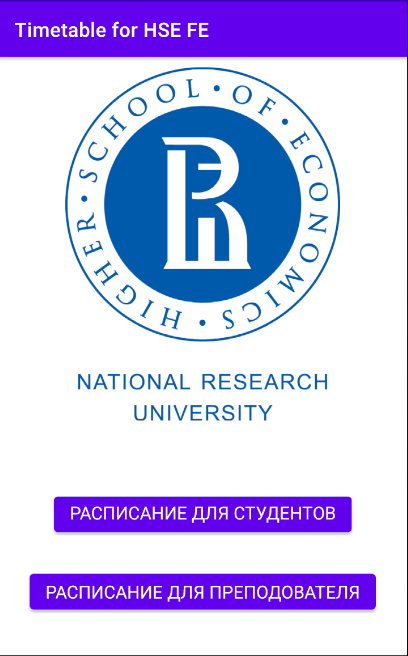 Timetable for HSE FE
HIGHER • SCHOOL • OF • ECONOMICS •
NATIONAL RESEARCH
UNIVERSITY
РАСПИСАНИЕ ДЛЯ СТУДЕНТОВ
РАСПИСАНИЕ ДЛЯ ПРЕПОДОВАТЕЛЯ